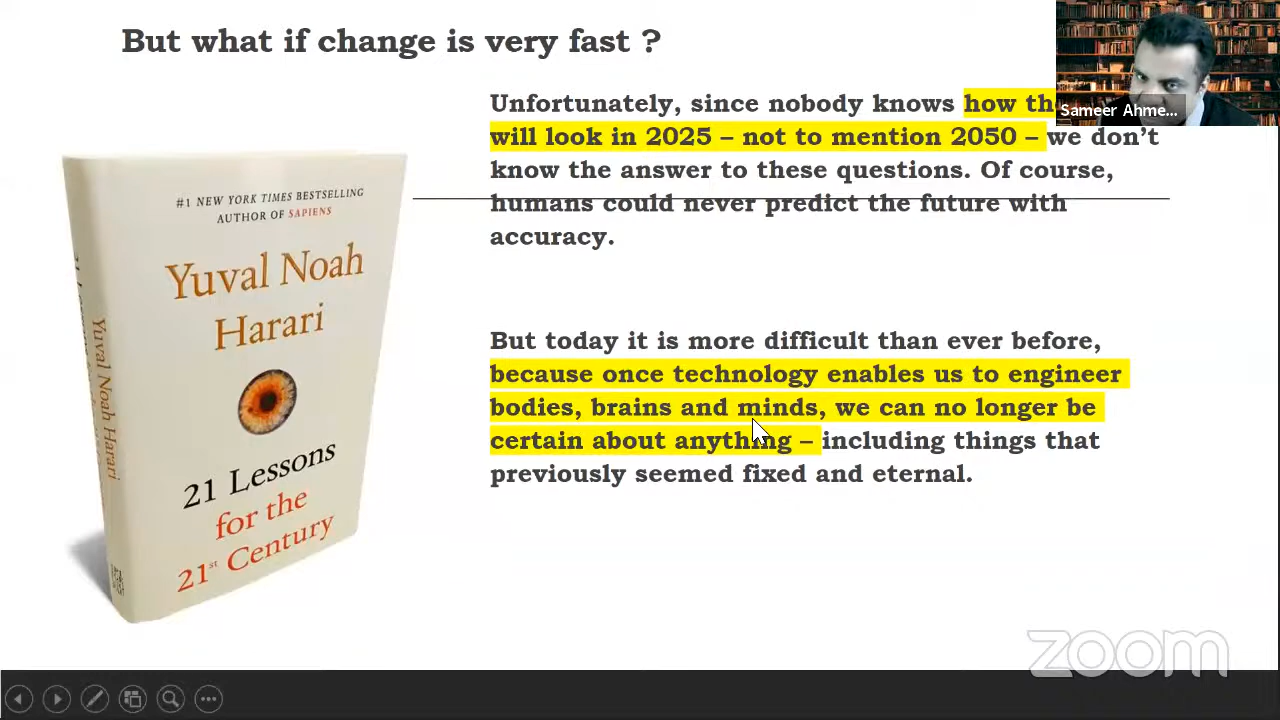 But what if change is very fast ?
Sameer Ahme...
Unfortunately, since nobody knows how th
will look in 2025 – not to mention 2050 – we don't
know the answer to these questions. Of course,
humans could never predict the future with
accuracy.
But today it is more difficult than ever before,
because once technology enables us to engineer
bodies, brains and minds, we can no longer be
certain about anything – including things that
previously seemed fixed and eternal.
#1 NEW YORK TIMES BESTSELLING
AUTHOR OF SAPIENS
Yuval Noah
Harari
21 Lessons
for the
21st Century
Yuval Noah Harari
zoom